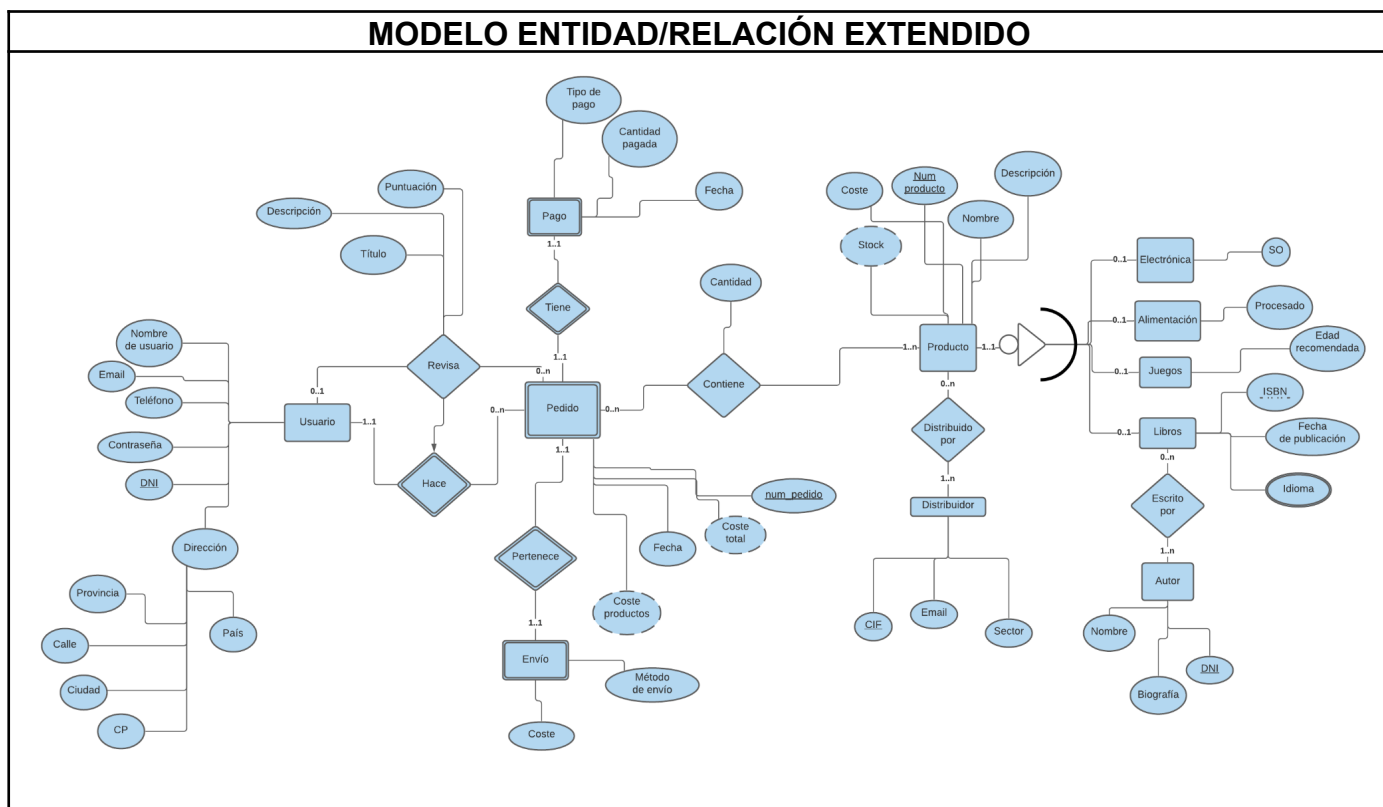 MODELO ENTIDAD/RELACIÓN EXTENDIDO
Tipo de
pago
Cantidad
pagada
Fecha
Pago
1..1
Tiene
1..1
Puntuación
Descripción
Título
Revisa
Nombre
de usuario
Email
Teléfono
Contraseña
DNI
Dirección
Provincia
Calle
Ciudad
CP
País
Usuario
0..1
1..1
Hace
0..n
0..n
Pedido
0..n
1..1
Contiene
Cantidad
1..n
num_pedido
Coste
total
Fecha
Coste
productos
Pertenece
1..1
Envío
Método
de envío
Coste
Coste
Num
producto
Descripción
Nombre
Stock
Producto
1..1
0..n
Distribuido
por
1..n
Distribuidor
CIF
Email
Sector
0..1
Electrónica
SO
0..1
Alimentación
Procesado
0..1
Juegos
Edad
recomendada
0..1
Libros
ISBN
Fecha
de publicación
Idioma
0..n
Escrito
por
1..n
Autor
Nombre
Biografía
DNI